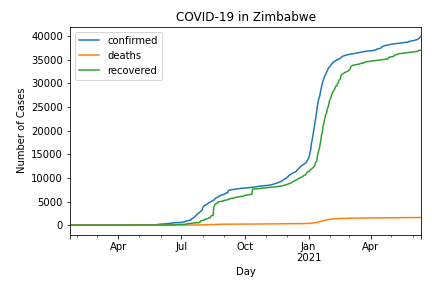 COVID-19 in Zimbabwe
confirmed
deaths
recovered
Number of Cases
40000
35000
30000
25000
20000
15000
10000
5000
0
Apr Jul Oct Jan Apr
2021
Day